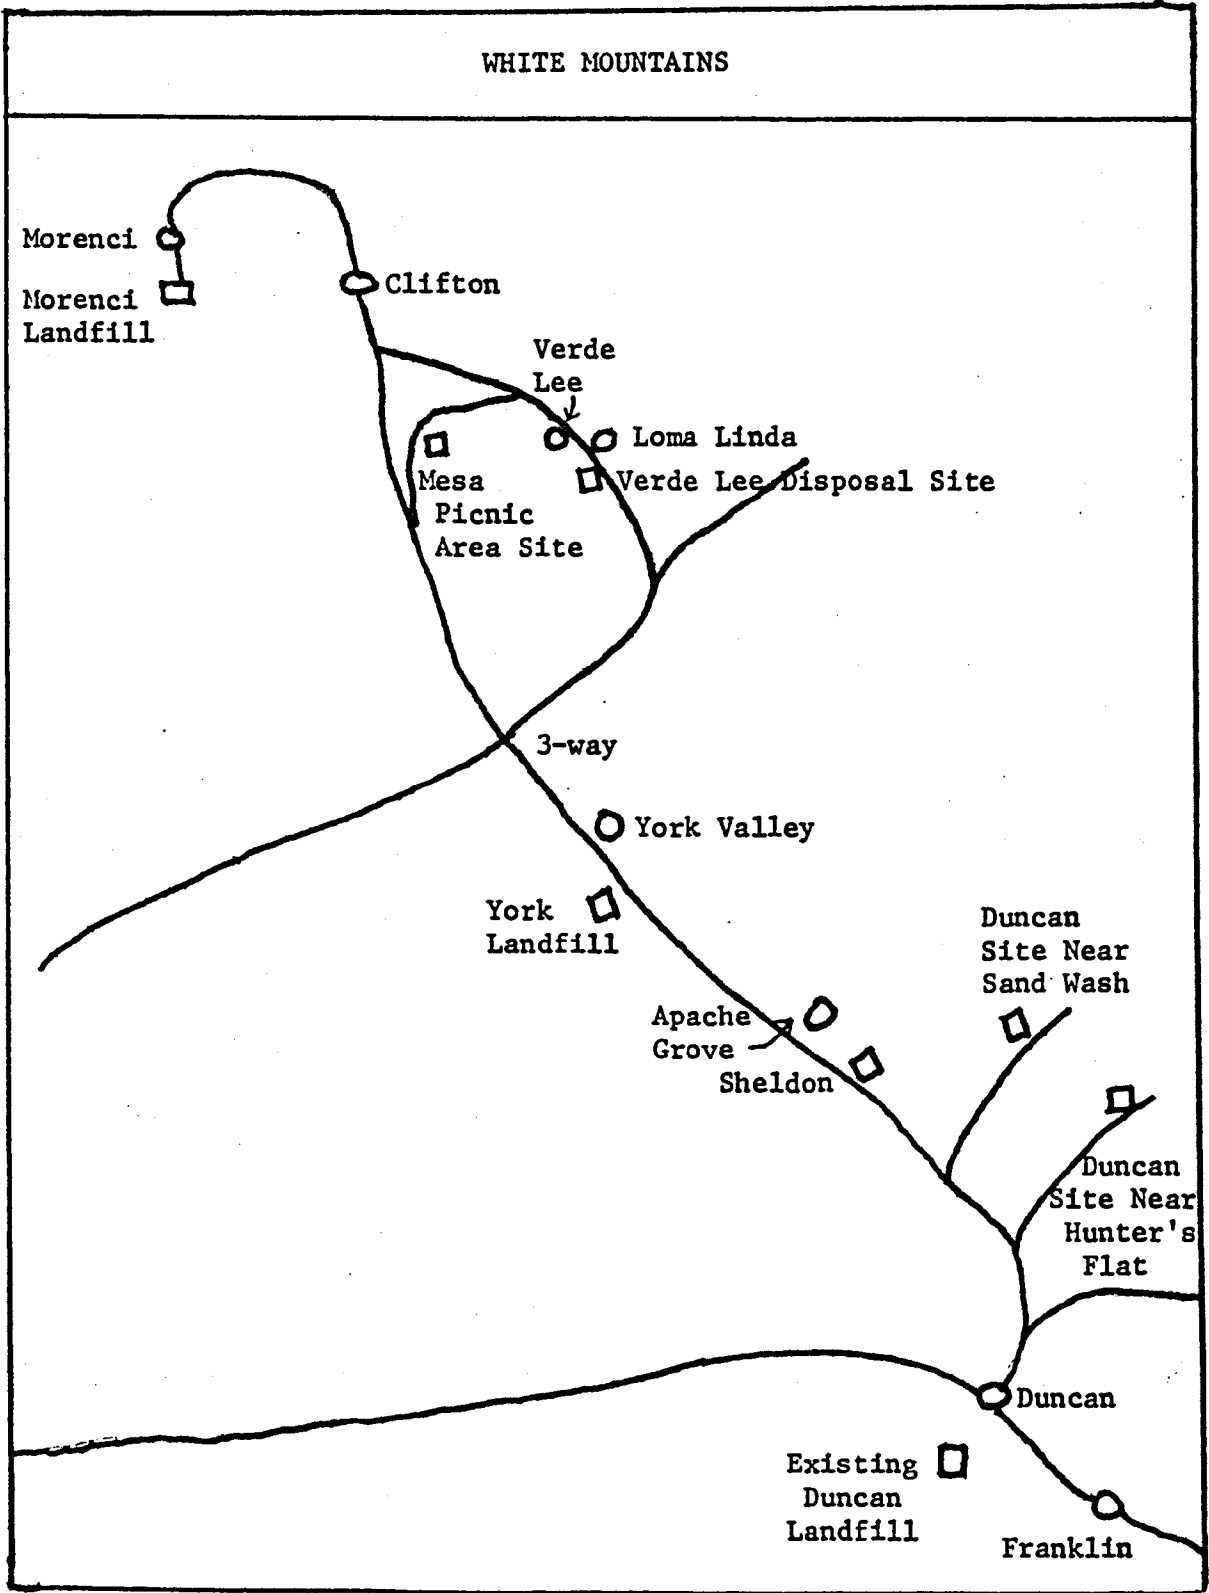 WHITE MOUNTAINS
Morenci
Morenci
Landfill
Clifton
Verde
Lee
Loma Linda
Verde Lee Disposal Site
Mesa
Picnic
Area Site
3-way
York Valley
York
Landfill
Duncan
Site Near
Sand Wash
Apache
Grove
Sheldon
Duncan
Site Near
Hunter's
Flat
Duncan
Existing
Duncan
Landfill
Franklin